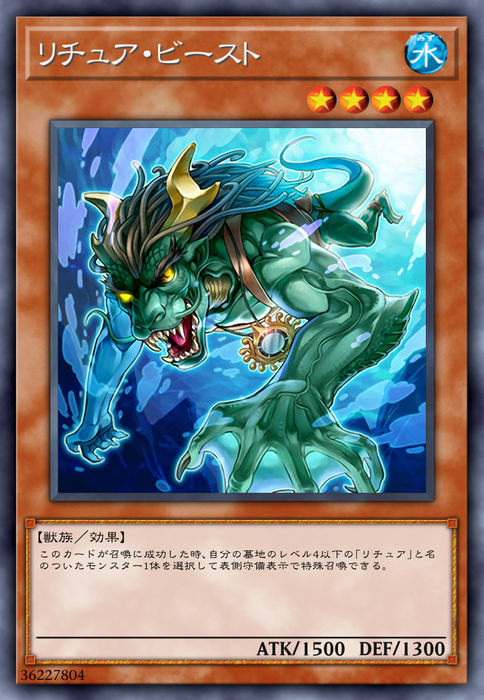 リチュア・ビースト
みず
水
【獣族／効果】
このカードが召喚に成功した時、自分の墓地のレベル4以下の「リチュア」と名
のついたモンスター1体を選択して表側守備表示で特殊召喚できる。
ATK/1500 DEF/1300
36227804